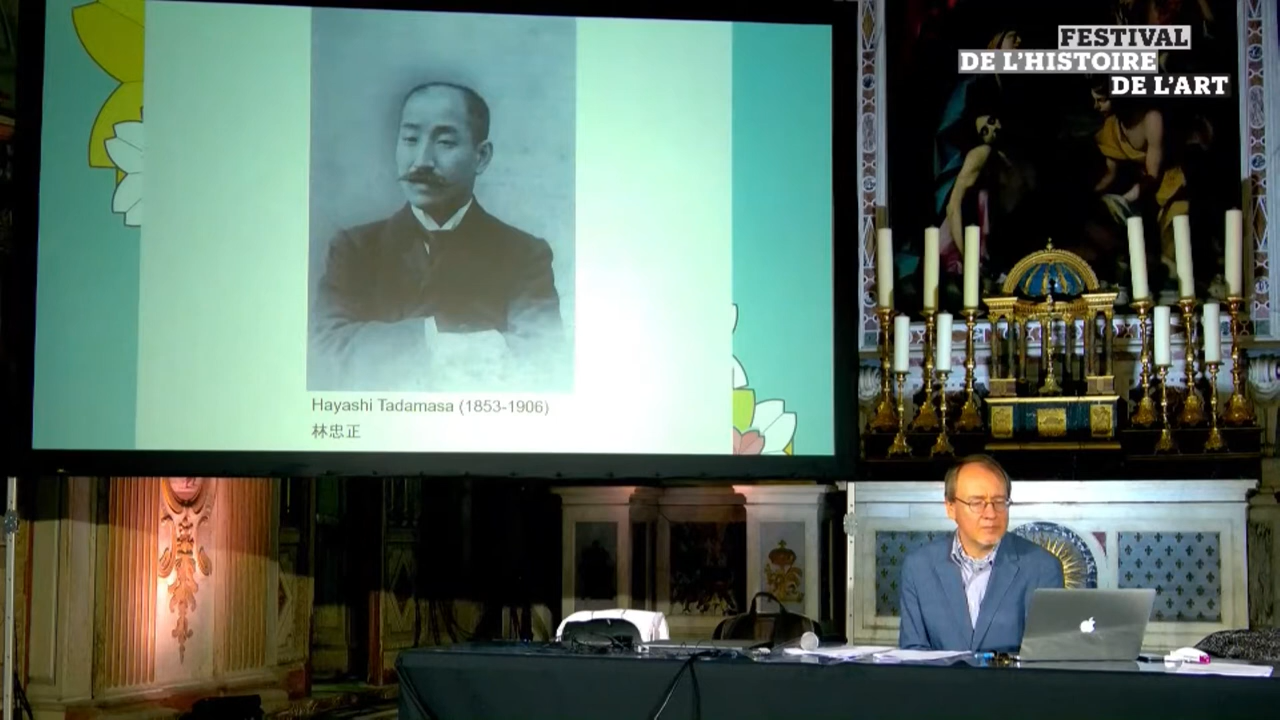 FESTIVAL
DE L'HISTOIRE
DE L'ART
Hayashi Tadamasa (1853-1906)
林忠正